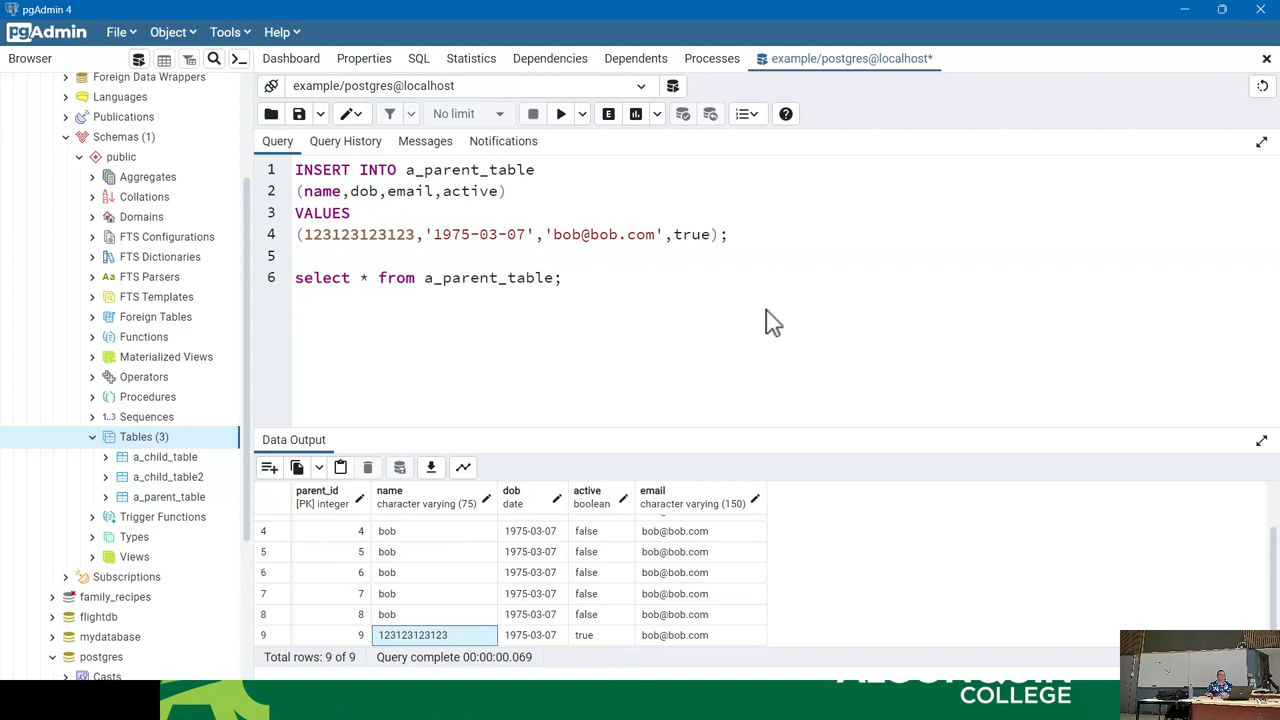 pgAdmin 4
pgAdmin File Object Tools Help
Browser
Dashboard Properties SQL Statistics Dependencies Dependents Processes example/postgres@localhost*
Foreign Data Wrappers
Languages
Publications
Schemas (1)
public
Aggregates
Collations
Domains
FTS Configurations
FTS Dictionaries
FTS Parsers
FTS Templates
Foreign Tables
Functions
Materialized Views
Operators
Procedures
1..3 Sequences
Tables (3)
a_child_table
a_child_table2
a_parent_table
Trigger Functions
Types
Views
Subscriptions
family_recipes
flightdb
mydatabase
postgres
Casts
example/postgres@localhost
No limit
Query Query History Messages Notifications
1 INSERT INTO a_parent_table
2 (name,dob,email,active)
3 VALUES
4 (123123123123,'1975-03-07','bob@bob.com',true);
5
6 select * from a_parent_table;
Data Output
parent_id name dob active email
[PK] integer character varying (75) date boolean character varying (150)
4 4 bob 1975-03-07 false bob@bob.com
5 5 bob 1975-03-07 false bob@bob.com
6 6 bob 1975-03-07 false bob@bob.com
7 7 bob 1975-03-07 false bob@bob.com
8 8 bob 1975-03-07 false bob@bob.com
9 9 123123123123 1975-03-07 true bob@bob.com
Total rows: 9 of 9 Query complete 00:00:00.069
ALGONQUIN
COLLEGE